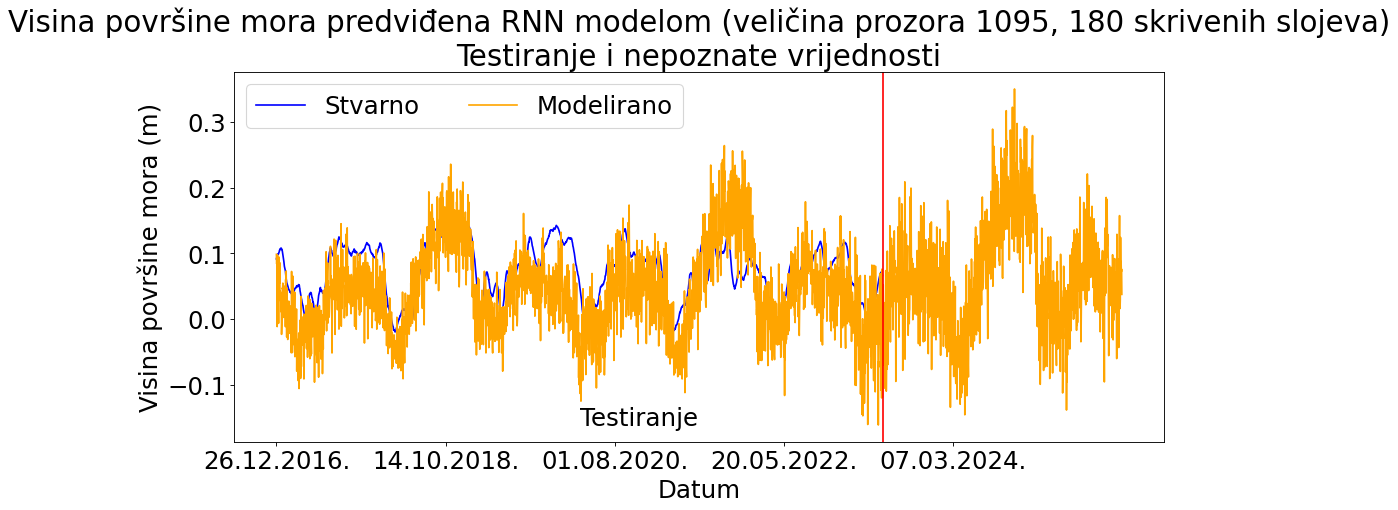 Visina površine mora predviđena RNN modelom (veličina prozora 1095, 180 skrivenih slojeva)
Testiranje i nepoznate vrijednosti
Stvarno
Modelirano
Visina površine mora (m)
0.3
0.2
0.1
0.0
−0.1
Testiranje
26.12.2016.
14.10.2018.
01.08.2020.
20.05.2022.
07.03.2024.
Datum